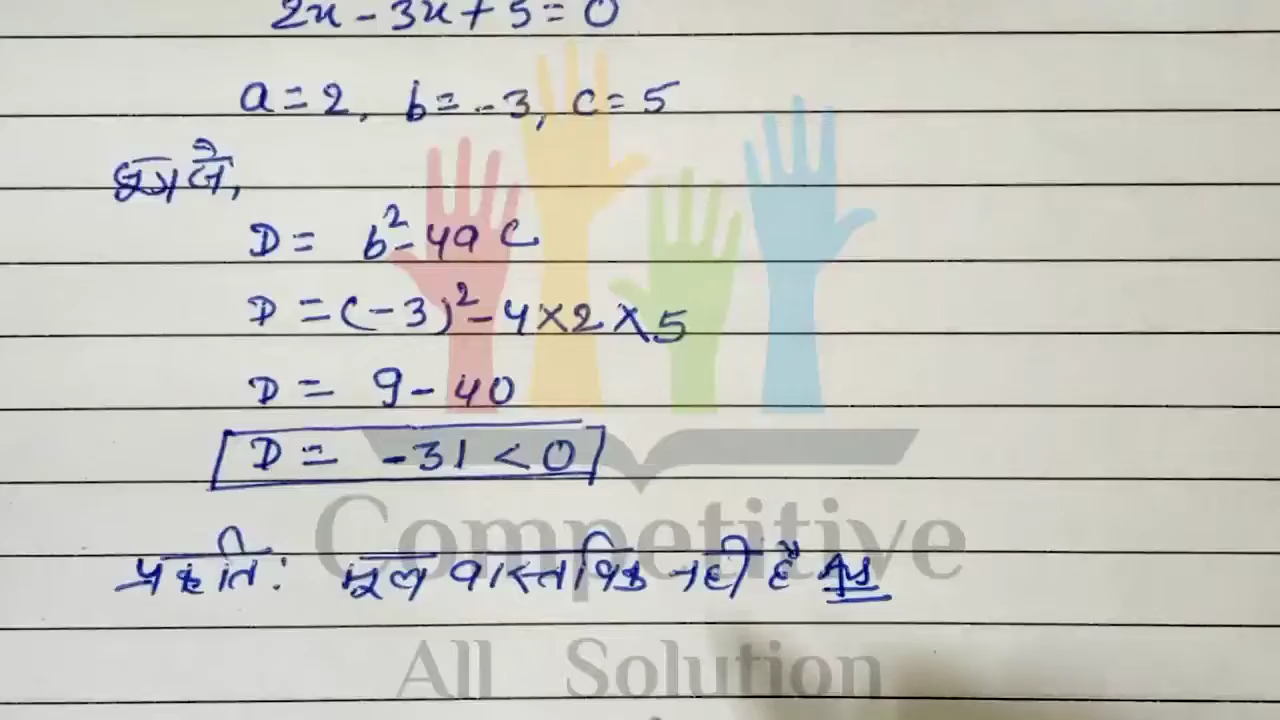 2x - 3x + 5 = 0
a = 2, b = -3, c = 5
सूत्र से,
D = b² - 4ac
D = (-3)² - 4×2×5
D = 9 - 40
D = -31 < 0
Competitive
प्रकृति: मूल वास्तविक नही है Ans
All Solution